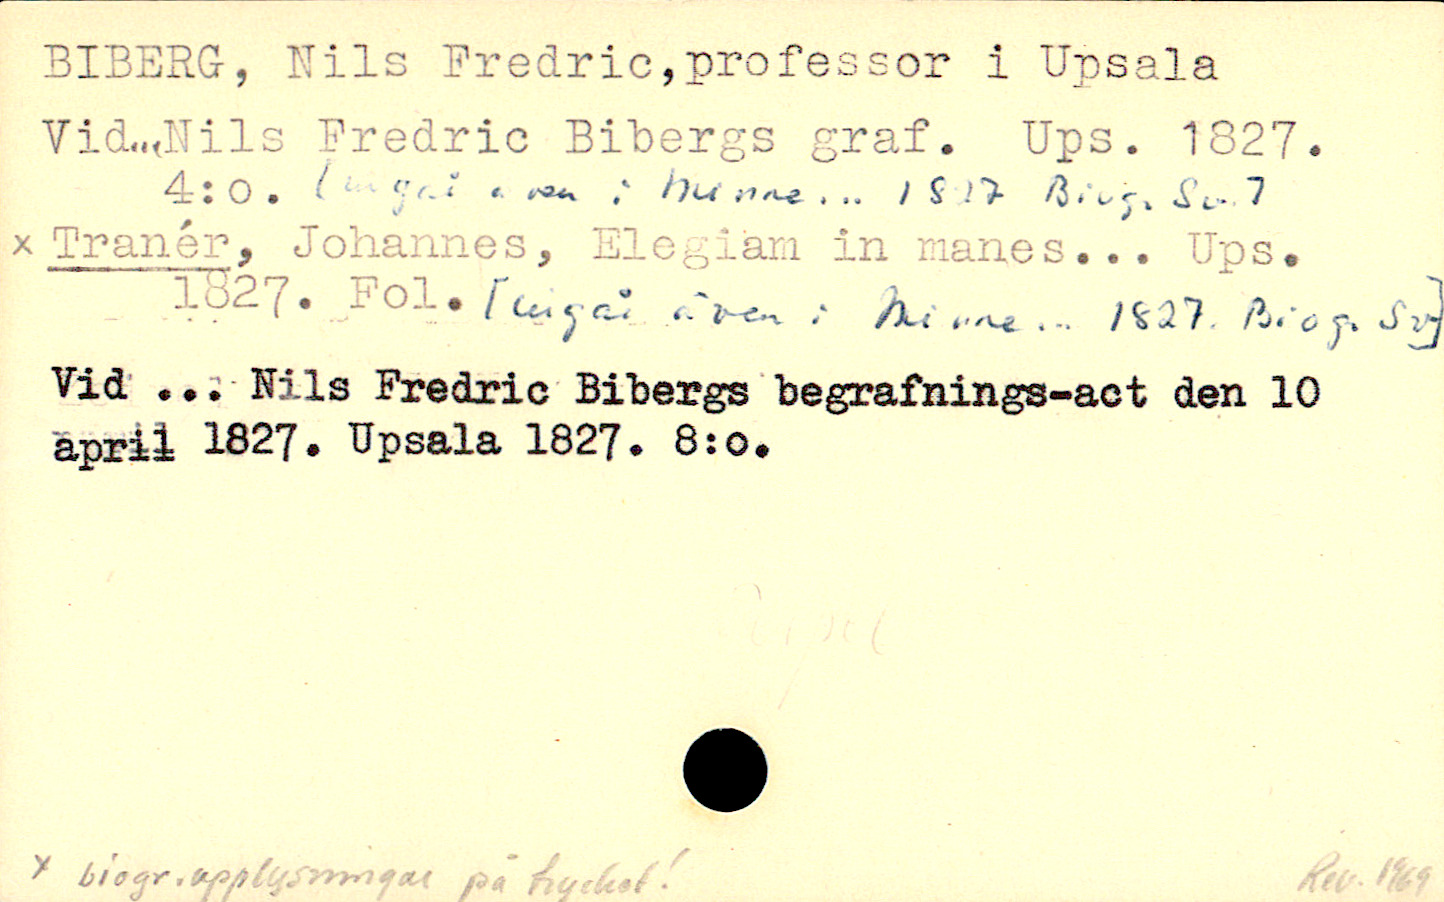 BIBERG, Nils Fredric,professor i Upsala
Vid...Nils Fredric Bibergs graf. Ups. 1827.
4:o. [ingår även i Minne... 1827 Biogr. Sv.]
x Tranér, Johannes, Elegiam in manes... Ups.
1827. Fol. [ingår även i Minne... 1827. Biogr. Sv]
Vid ... Nils Fredric Bibergs begrafnings-act den 10
april 1827. Upsala 1827. 8:o.
x biogr. upplysningar på trycket!
Rev. 1969